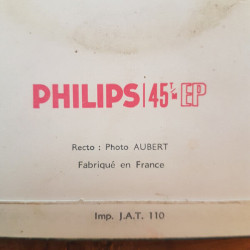 PHILIPS | 45 T. EP
Recto : Photo AUBERT
Fabriqué en France
Imp. J.A.T. 110